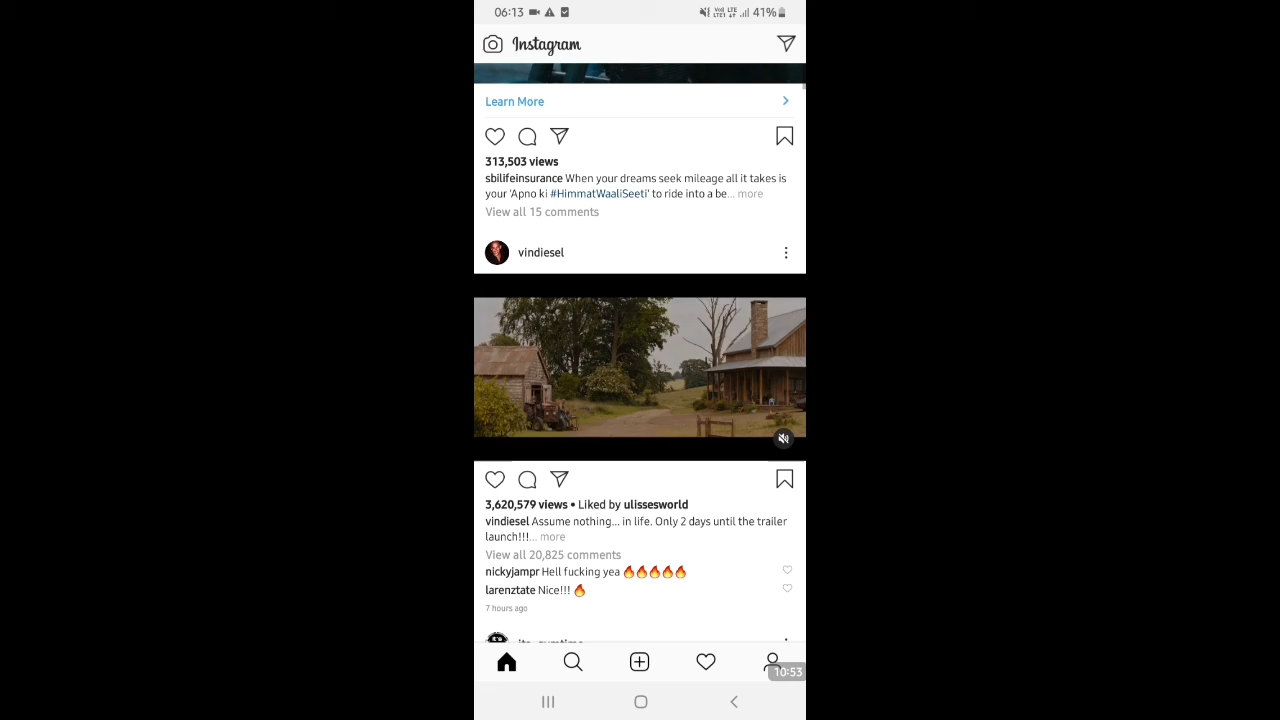 06:13
41%
Instagram
Learn More
313,503 views
sbilifeinsurance When your dreams seek mileage all it takes is
your 'Apno ki #HimmatWaaliSeeti' to ride into a be... more
View all 15 comments
vindiesel
3,620,579 views • Liked by ulissesworld
vindiesel Assume nothing... in life. Only 2 days until the trailer
launch!!!... more
View all 20,825 comments
nickyjampr Hell fucking yea 🔥🔥🔥🔥🔥
larenztate Nice!!! 🔥
7 hours ago
10:53